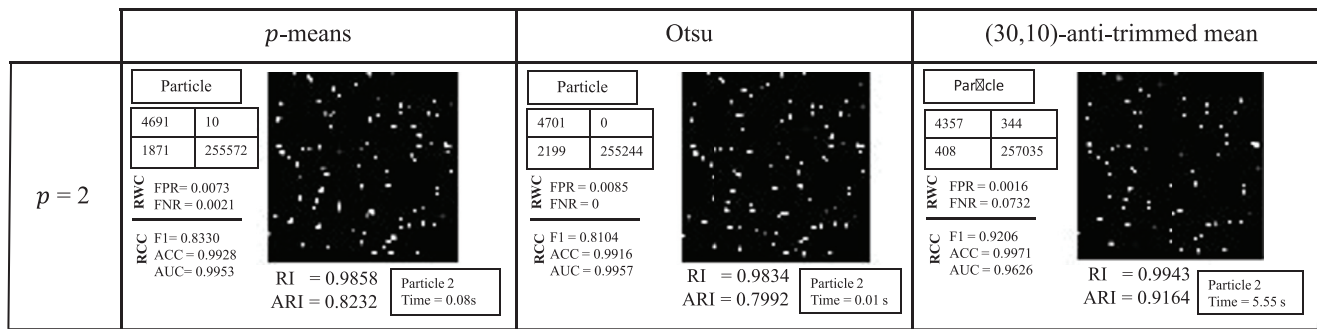 p-means
Otsu
(30,10)-anti-trimmed mean
p = 2
Particle
4691 10
1871 255572
RWC
FPR= 0.0073
FNR = 0.0021
RCC
F1= 0.8330
ACC = 0.9928
AUC= 0.9953
RI = 0.9858
ARI = 0.8232
Particle 2
Time = 0.08s
Particle
4701 0
2199 255244
RWC
FPR = 0.0085
FNR = 0
RCC
F1 = 0.8104
ACC = 0.9916
AUC = 0.9957
RI = 0.9834
ARI = 0.7992
Particle 2
Time = 0.01 s
Par☒cle
4357 344
408 257035
RWC
FPR = 0.0016
FNR = 0.0732
RCC
F1 = 0.9206
ACC = 0.9971
AUC = 0.9626
RI = 0.9943
ARI = 0.9164
Particle 2
Time = 5.55 s